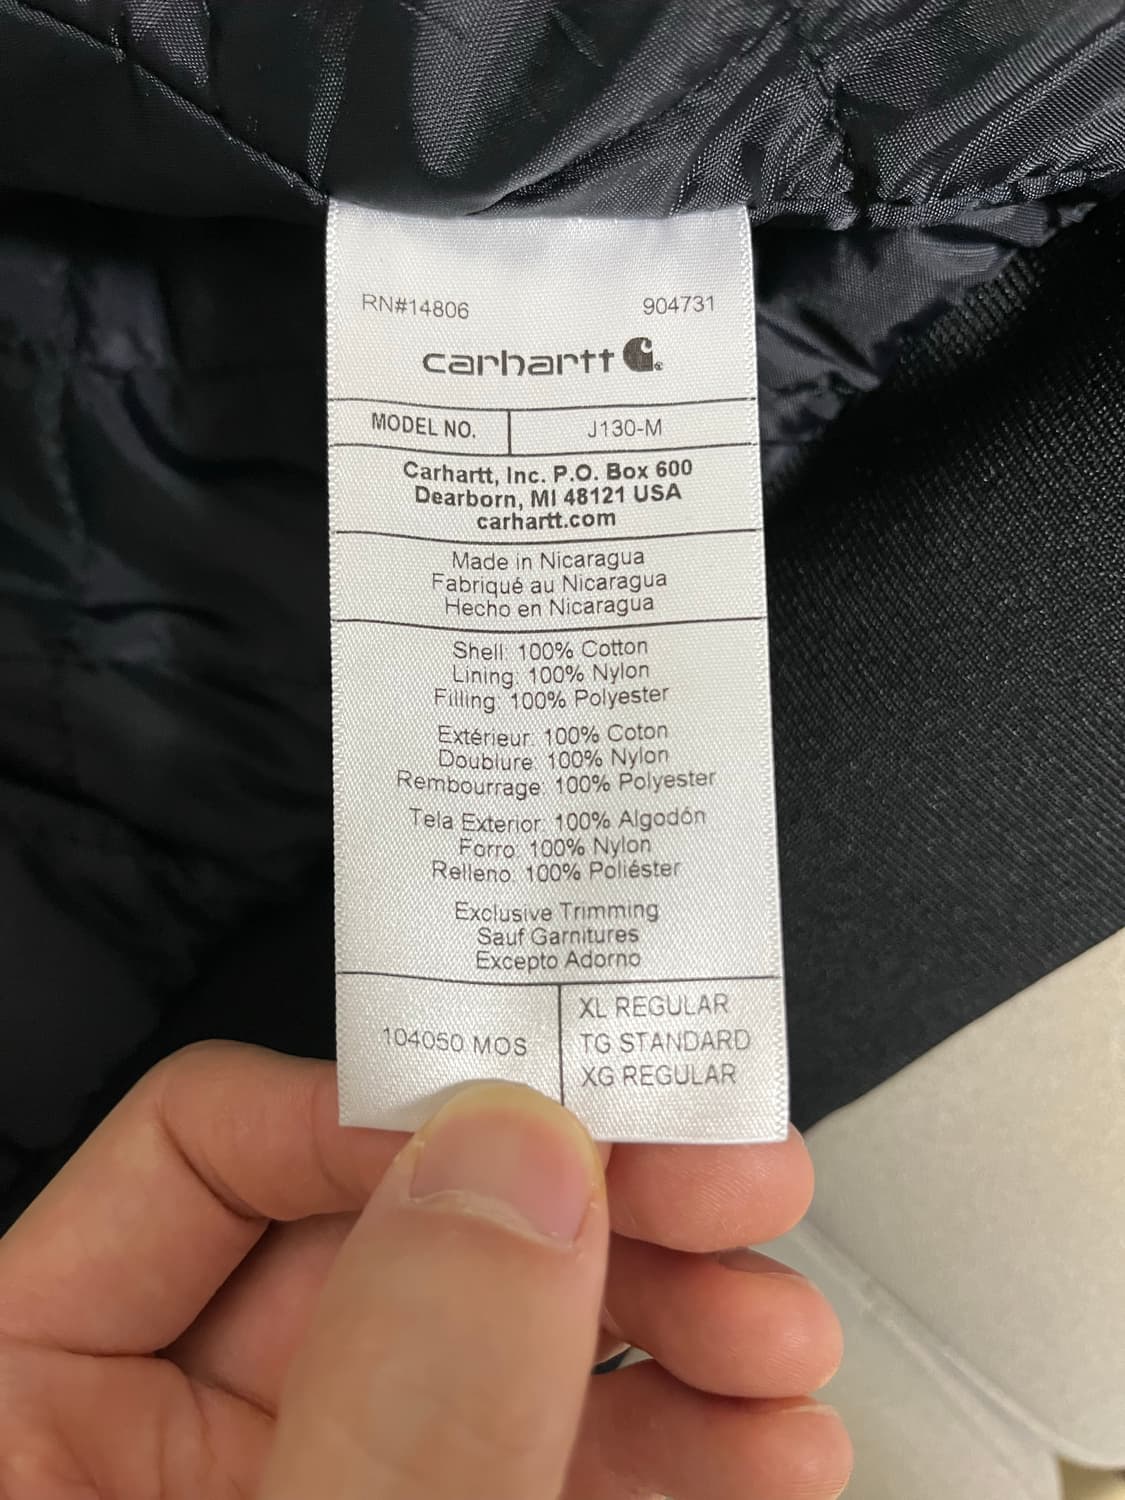 RN#14806 904731
carhartt
MODEL NO. J130-M
Carhartt, Inc. P.O. Box 600
Dearborn, MI 48121 USA
carhartt.com
Made in Nicaragua
Fabriqué au Nicaragua
Hecho en Nicaragua
Shell: 100% Cotton
Lining: 100% Nylon
Filling: 100% Polyester
Extérieur: 100% Coton
Doublure: 100% Nylon
Rembourrage: 100% Polyester
Tela Exterior: 100% Algodón
Forro: 100% Nylon
Relleno: 100% Poliéster
Exclusive Trimming
Sauf Garnitures
Excepto Adorno
104050 MOS
XL REGULAR
TG STANDARD
XG REGULAR